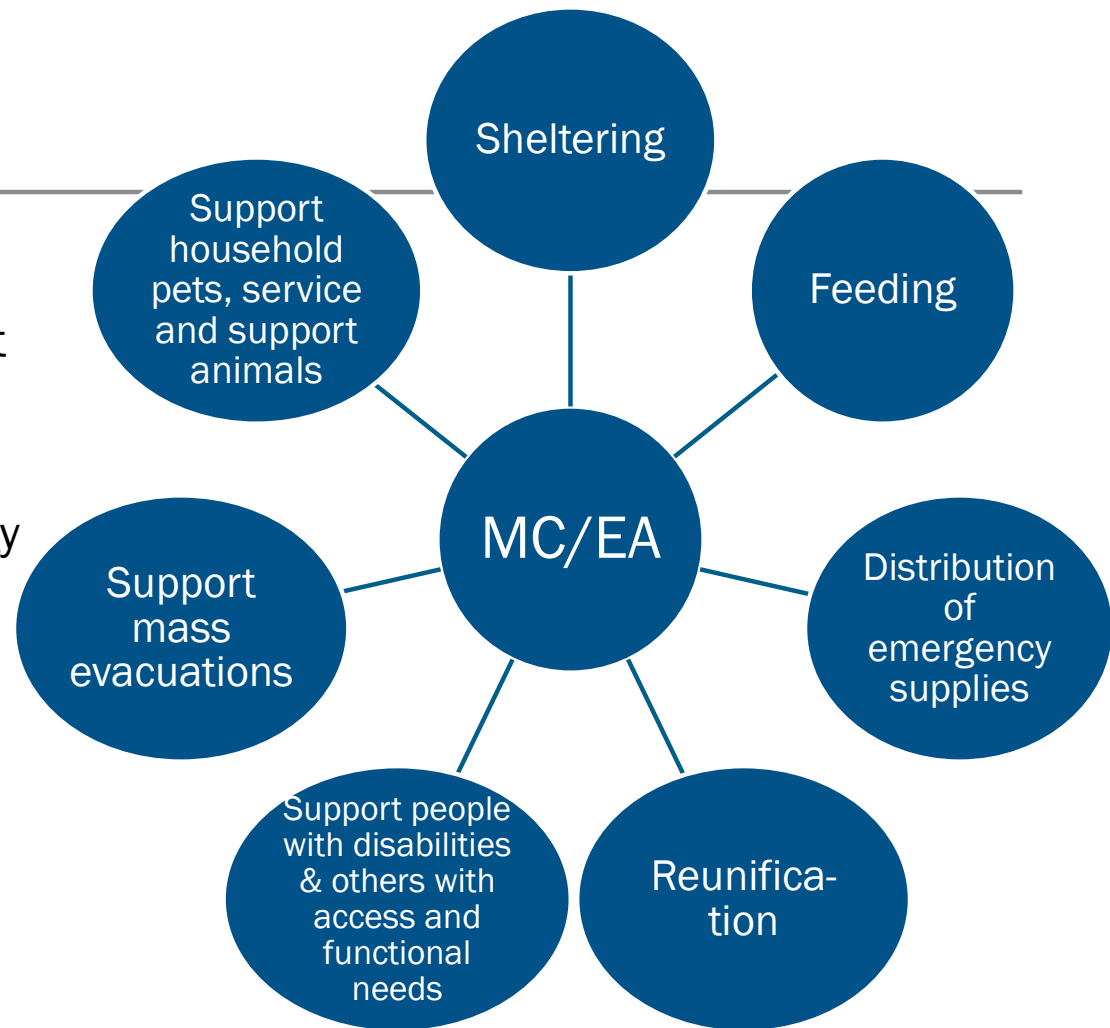 Sheltering
Support
household
pets, service
and support
animals
Feeding
MC/EA
Support
mass
evacuations
Distribution
of
emergency
supplies
Support people
with disabilities
& others with
access and
functional
needs
Reunifica-
tion
t
y